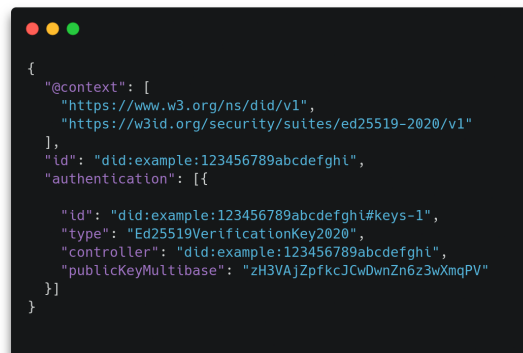 {
  "@context": [
    "https://www.w3.org/ns/did/v1",
    "https://w3id.org/security/suites/ed25519-2020/v1"
  ],
  "id": "did:example:123456789abcdefghi",
  "authentication": [{
    "id": "did:example:123456789abcdefghi#keys-1",
    "type": "Ed25519VerificationKey2020",
    "controller": "did:example:123456789abcdefghi",
    "publicKeyMultibase": "zH3VAjZpfkcJCwDwnZn6z3wXmqPV"
  }]
}